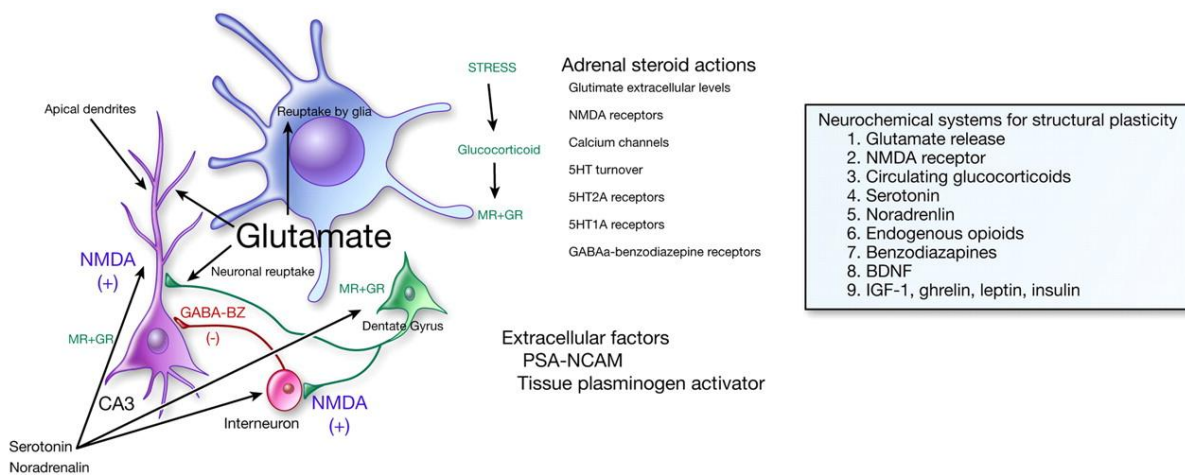 Apical dendrites
Reuptake by glia
Glutamate
Neuronal reuptake
NMDA
(+)
GABA-BZ
(-)
MR+GR
CA3
MR+GR
Dentate Gyrus
Interneuron
NMDA
(+)
Serotonin
Noradrenalin
STRESS
Glucocorticoid
MR+GR
Adrenal steroid actions
Glutimate extracellular levels
NMDA receptors
Calcium channels
5HT turnover
5HT2A receptors
5HT1A receptors
GABAa-benzodiazepine receptors
Extracellular factors
PSA-NCAM
Tissue plasminogen activator
Neurochemical systems for structural plasticity
1. Glutamate release
2. NMDA receptor
3. Circulating glucocorticoids
4. Serotonin
5. Noradrenlin
6. Endogenous opioids
7. Benzodiazapines
8. BDNF
9. IGF-1, ghrelin, leptin, insulin